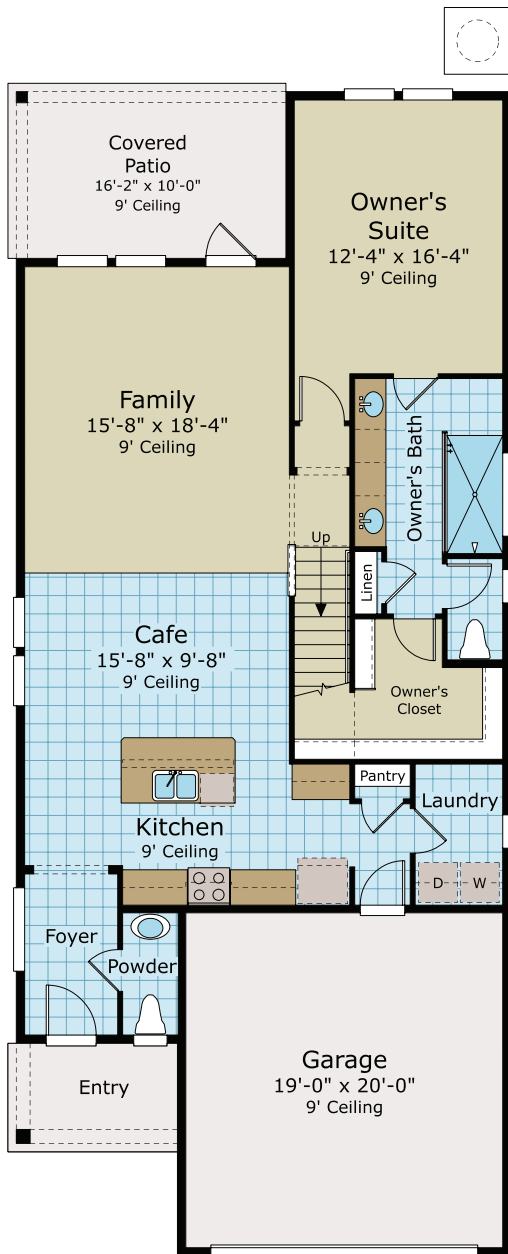 Covered
Patio
16'-2" x 10'-0"
9' Ceiling
Owner's
Suite
12'-4" x 16'-4"
9' Ceiling
Family
15'-8" x 18'-4"
9' Ceiling
Owner's Bath
Up
Linen
Cafe
15'-8" x 9'-8"
9' Ceiling
Owner's
Closet
Pantry
Laundry
Kitchen
9' Ceiling
D
W
Foyer
Powder
Garage
19'-0" x 20'-0"
9' Ceiling
Entry